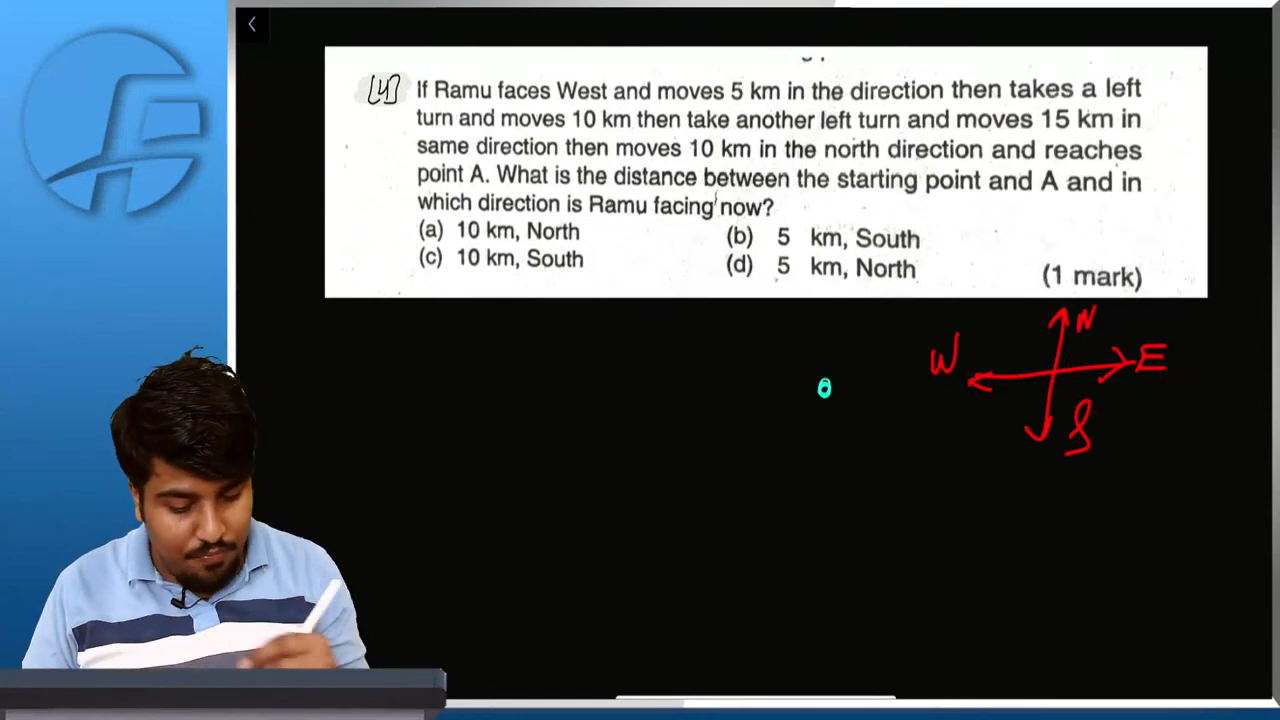 14) If Ramu faces West and moves 5 km in the direction then takes a left
turn and moves 10 km then take another left turn and moves 15 km in
same direction then moves 10 km in the north direction and reaches
point A. What is the distance between the starting point and A and in
which direction is Ramu facing now?
(a) 10 km, North (b) 5 km, South
(c) 10 km, South (d) 5 km, North
(1 mark)
N
W E
S